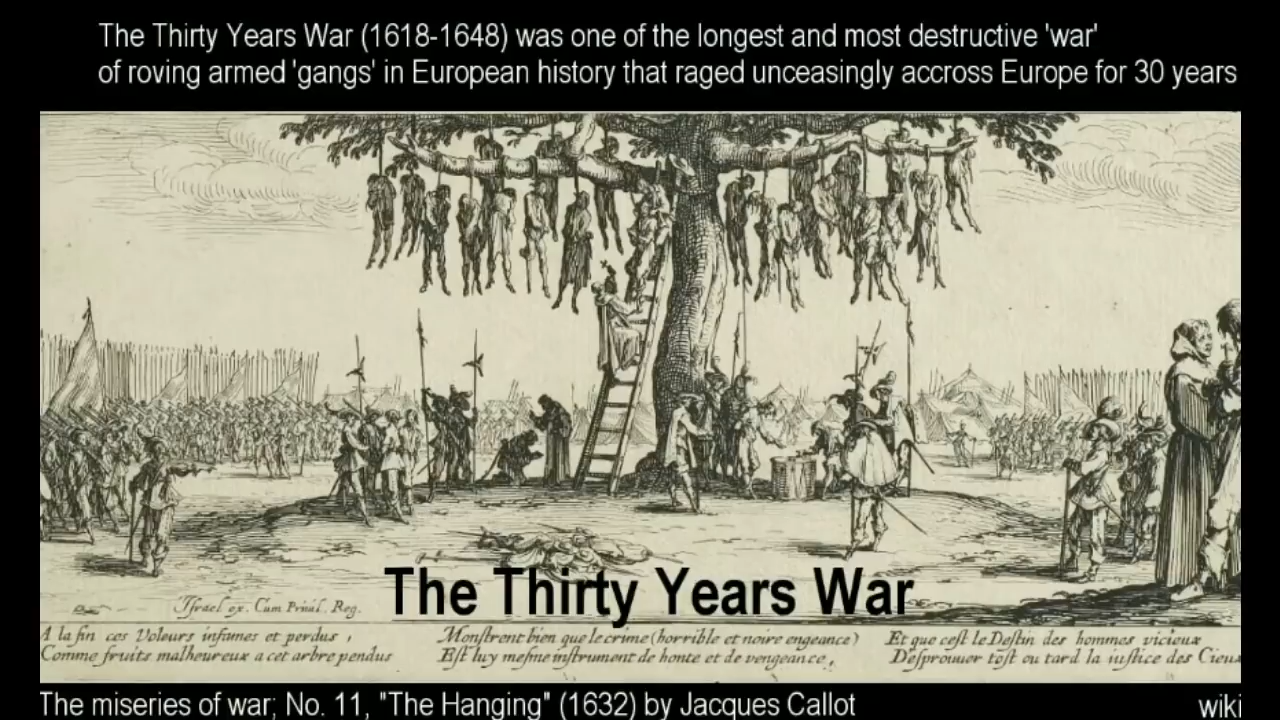 The Thirty Years War (1618-1648) was one of the longest and most destructive 'war'
of roving armed 'gangs' in European history that raged unceasingly accross Europe for 30 years
The Thirty Years War
Israel ex. Cum Priuil. Reg.
A la fin ces Voleurs infames et perdus ,
Comme fruits malheureux a cet arbre pendus
Monstrent bien que le crime (horrible et noire engeance)
Est luy mesme instrument de honte et de vengeance ,
Et que cest le Destin des hommes vicieux
Desprouuer tost ou tard la iustice des Cieux
The miseries of war; No. 11, "The Hanging" (1632) by Jacques Callot
wiki